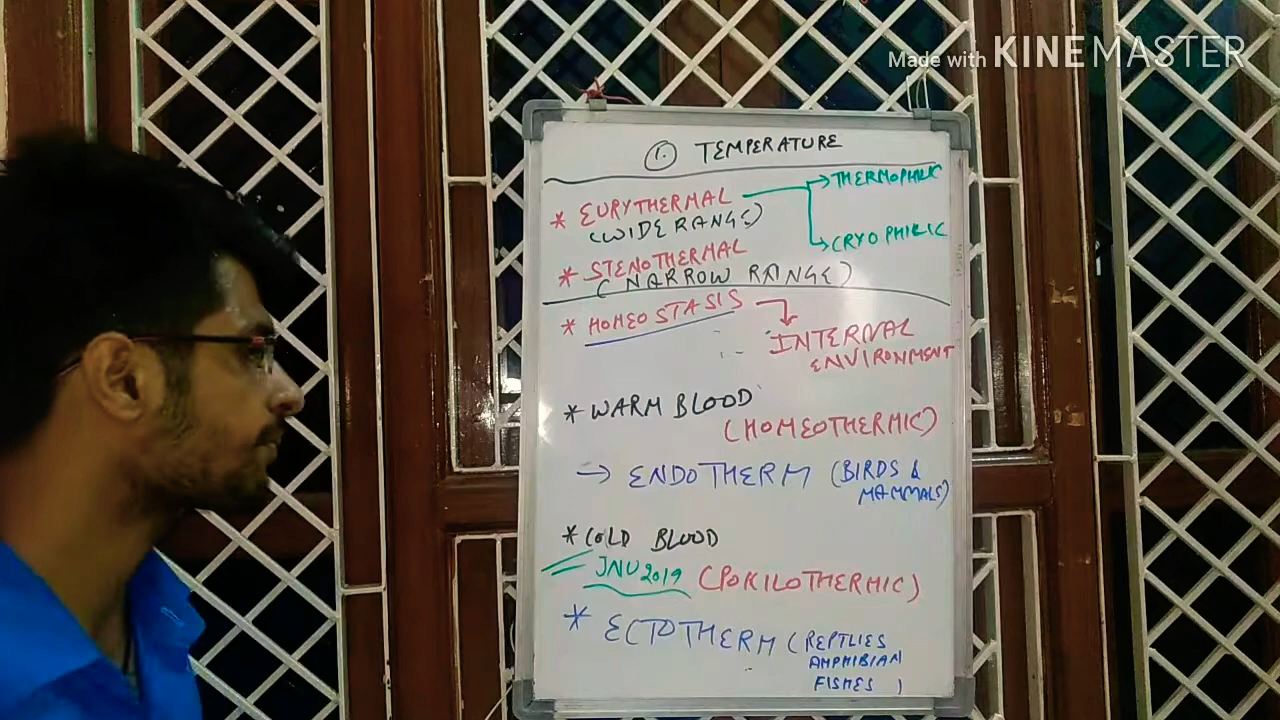 Made with KINEMASTER
1. TEMPERATURE
* EURYTHERMAL → THERMOPHILIC
(WIDE RANGE) → CRYOPHILIC
* STENOTHERMAL
(NARROW RANGE)
* HOMEOSTASIS
INTERNAL
ENVIRONMENT
* WARM BLOOD
(HOMEOTHERMIC)
→ ENDOTHERM (BIRDS &
MAMMALS)
* COLD BLOOD
JNU 2019 (POKILOTHERMIC)
* ECTOTHERM (REPTLIES
AMPHIBIAN
FISHES )